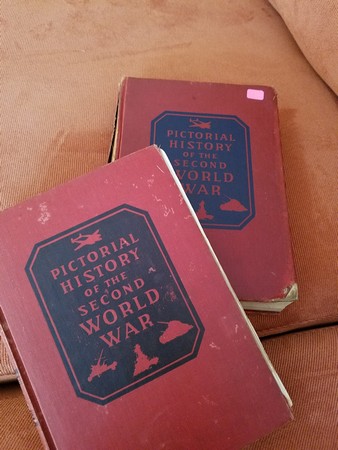 PICTORIAL
HISTORY
OF THE
SECOND
WORLD
WAR
PICTORIAL
HISTORY
OF THE
SECOND
WORLD
WAR